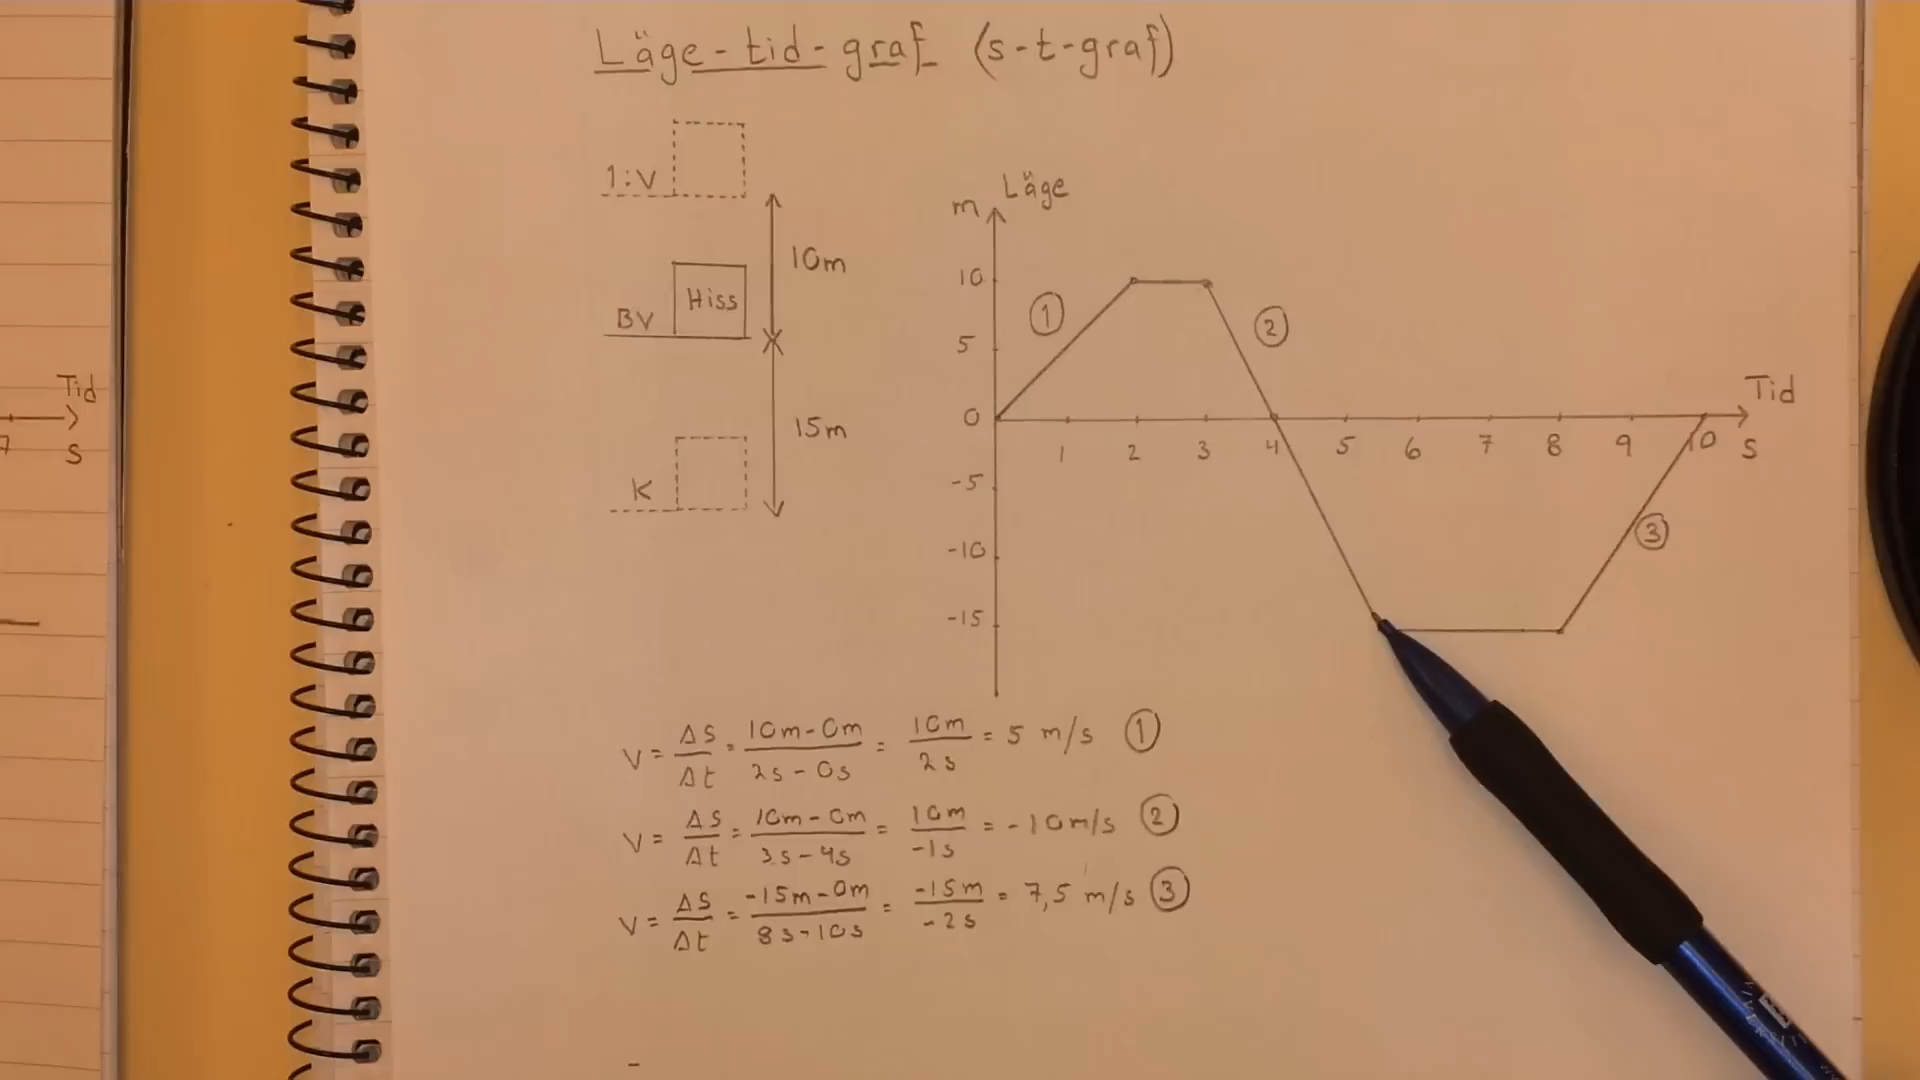 Läge-tid-graf (s-t-graf)
1:V
10m
BV
Hiss
15m
K
m Läge
10
5
0
-5
-10
-15
1 2 3 4 5 6 7 8 9 10
Tid
s
① ② ③
V = ΔS/Δt = 10m-0m/2s-0s = 10m/2s = 5 m/s ①
V = ΔS/Δt = 10m-0m/3s-4s = 10m/-1s = -10m/s ②
V = ΔS/Δt = -15m-0m/8s-10s = -15m/-2s = 7,5 m/s ③
Tid
7
s